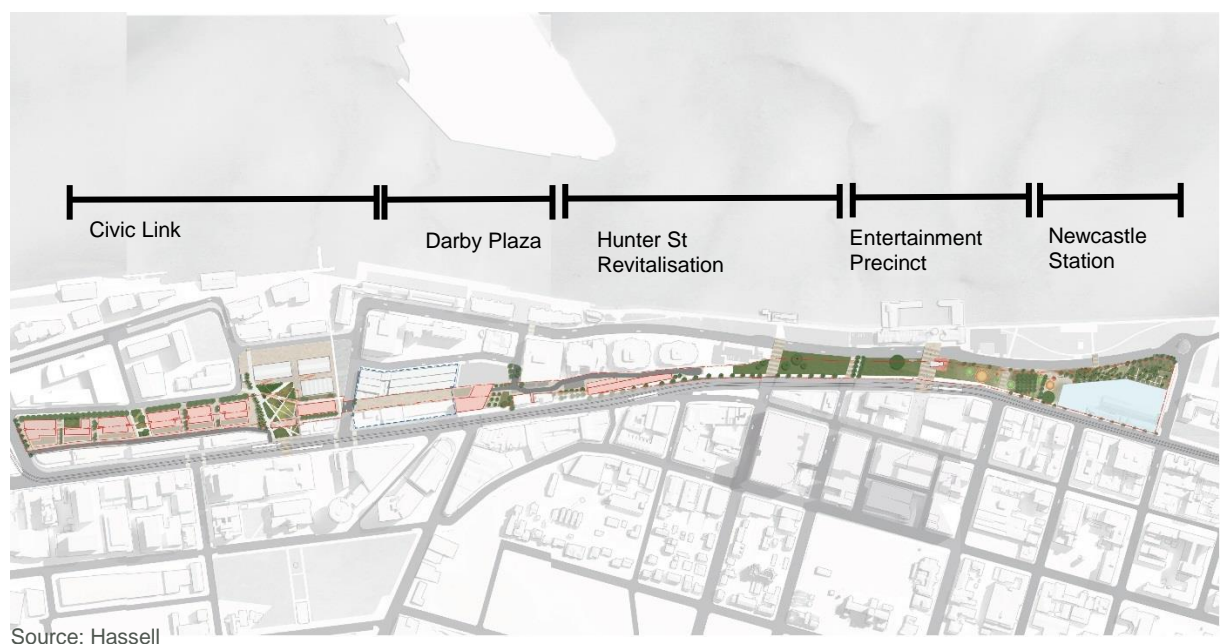 Civic Link
Darby Plaza
Hunter St
Revitalisation
Entertainment
Precinct
Newcastle
Station
Source: Hassell